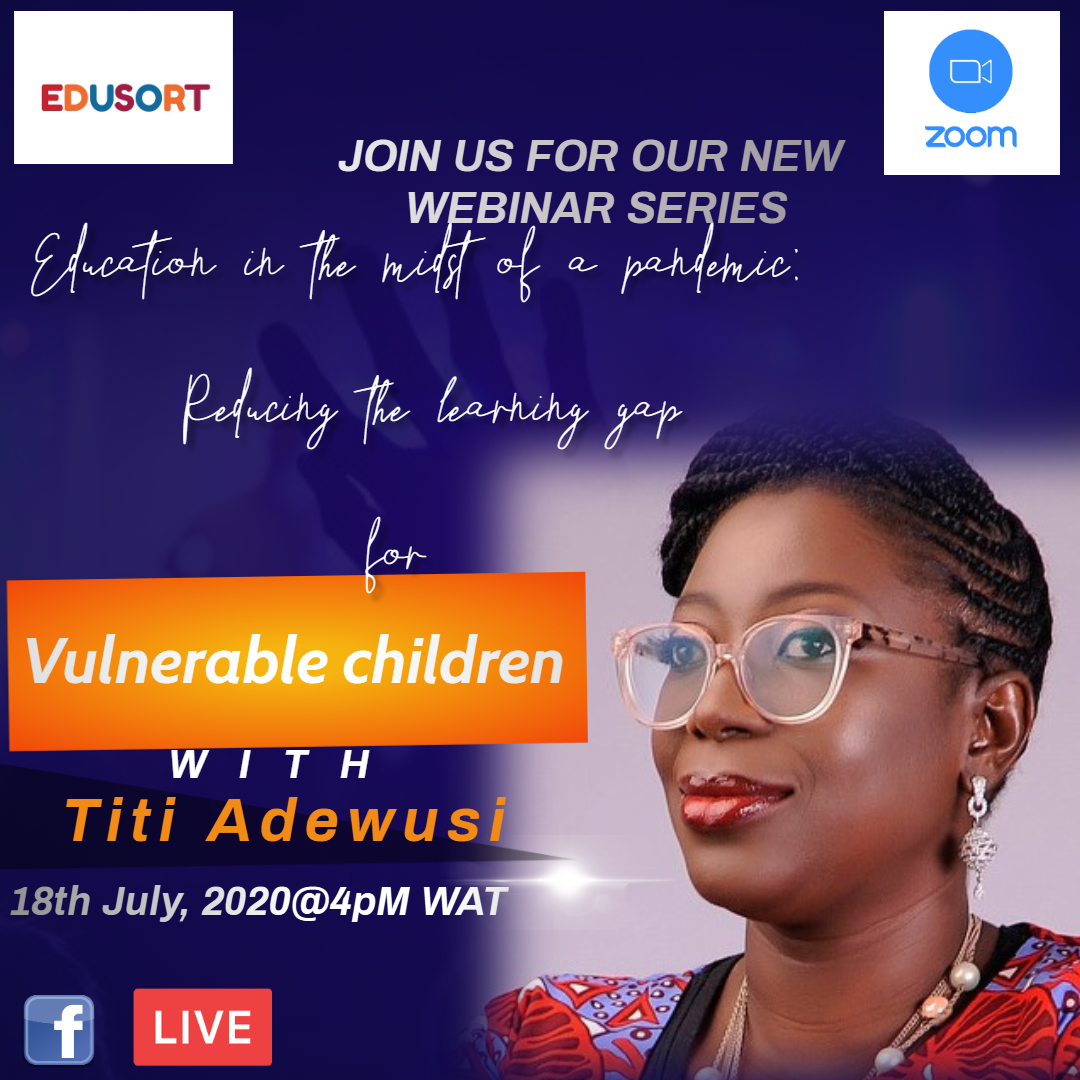 EDUSORT
zoom
JOIN US FOR OUR NEW
WEBINAR SERIES
Education in the midst of a pandemic:
Reducing the learning gap
for
Vulnerable children
WITH
Titi Adewusi
18th July, 2020@4pM WAT
f
LIVE